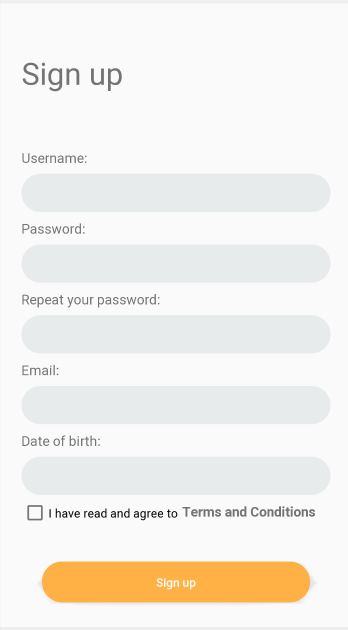 Sign up
Username:
Password:
Repeat your password:
Email:
Date of birth:
I have read and agree to Terms and Conditions
Sign up